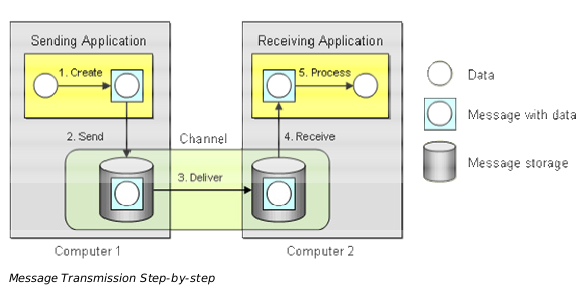 Sending Application
Receiving Application
1. Create
5. Process
Data
Message with data
2. Send
Channel
4. Receive
Message storage
3. Deliver
Computer 1
Computer 2
Message Transmission Step-by-step